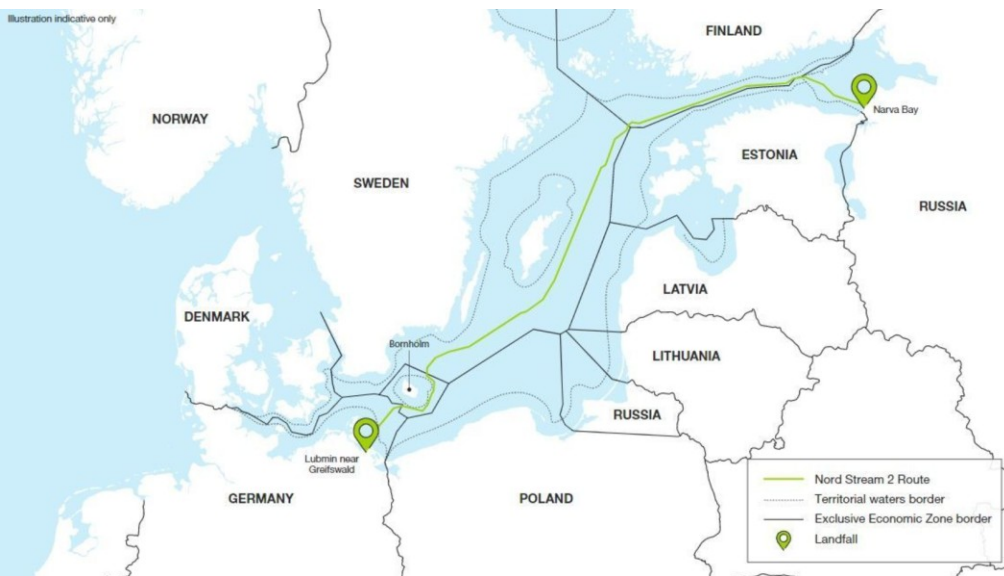 Illustration indicative only
FINLAND
NORWAY
Narva Bay
ESTONIA
SWEDEN
RUSSIA
LATVIA
DENMARK
Bornholm
LITHUANIA
RUSSIA
Lubmin near
Greifswald
GERMANY
POLAND
Nord Stream 2 Route
Territorial waters border
Exclusive Economic Zone border
Landfall